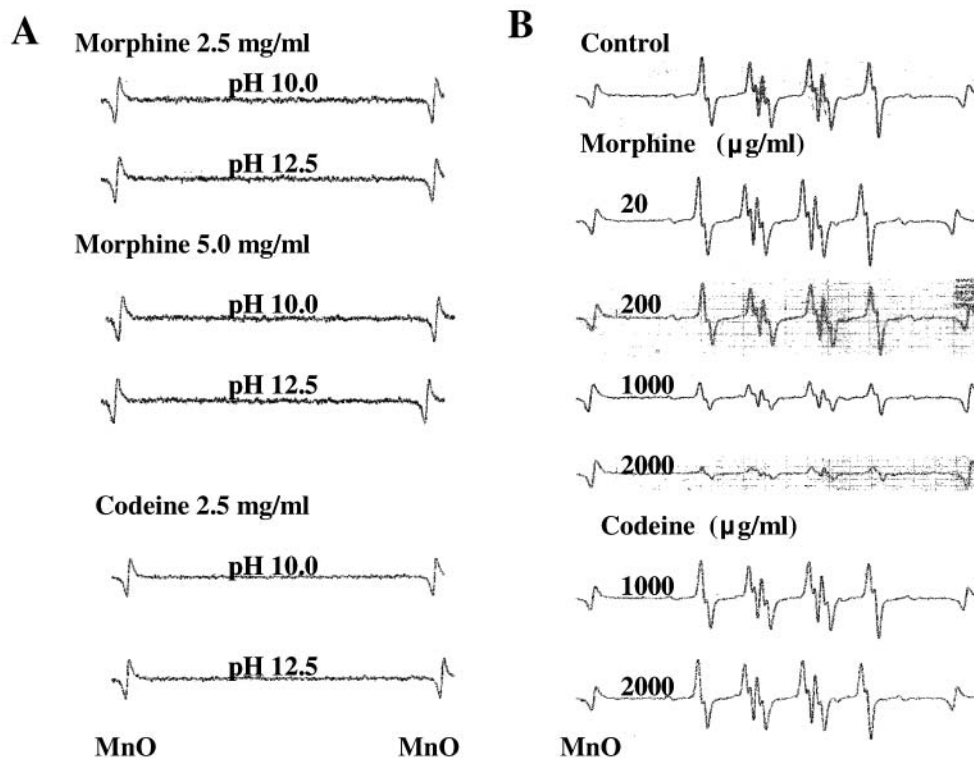 A
Morphine 2.5 mg/ml
pH 10.0
pH 12.5
Morphine 5.0 mg/ml
pH 10.0
pH 12.5
Codeine 2.5 mg/ml
pH 10.0
pH 12.5
MnO
MnO
B
Control
Morphine (μg/ml)
20
200
1000
2000
Codeine (μg/ml)
1000
2000
MnO